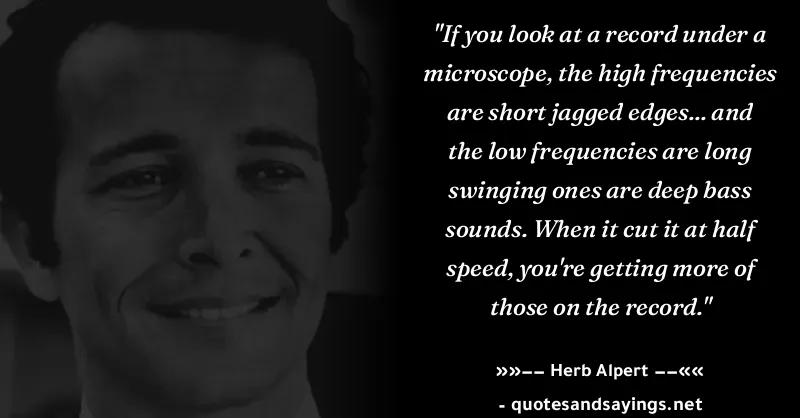 "If you look at a record under a
microscope, the high frequencies
are short jagged edges... and
the low frequencies are long
swinging ones are deep bass
sounds. When it cut it at half
speed, you're getting more of
those on the record."
»»−− Herb Alpert −−««
- quotesandsayings.net